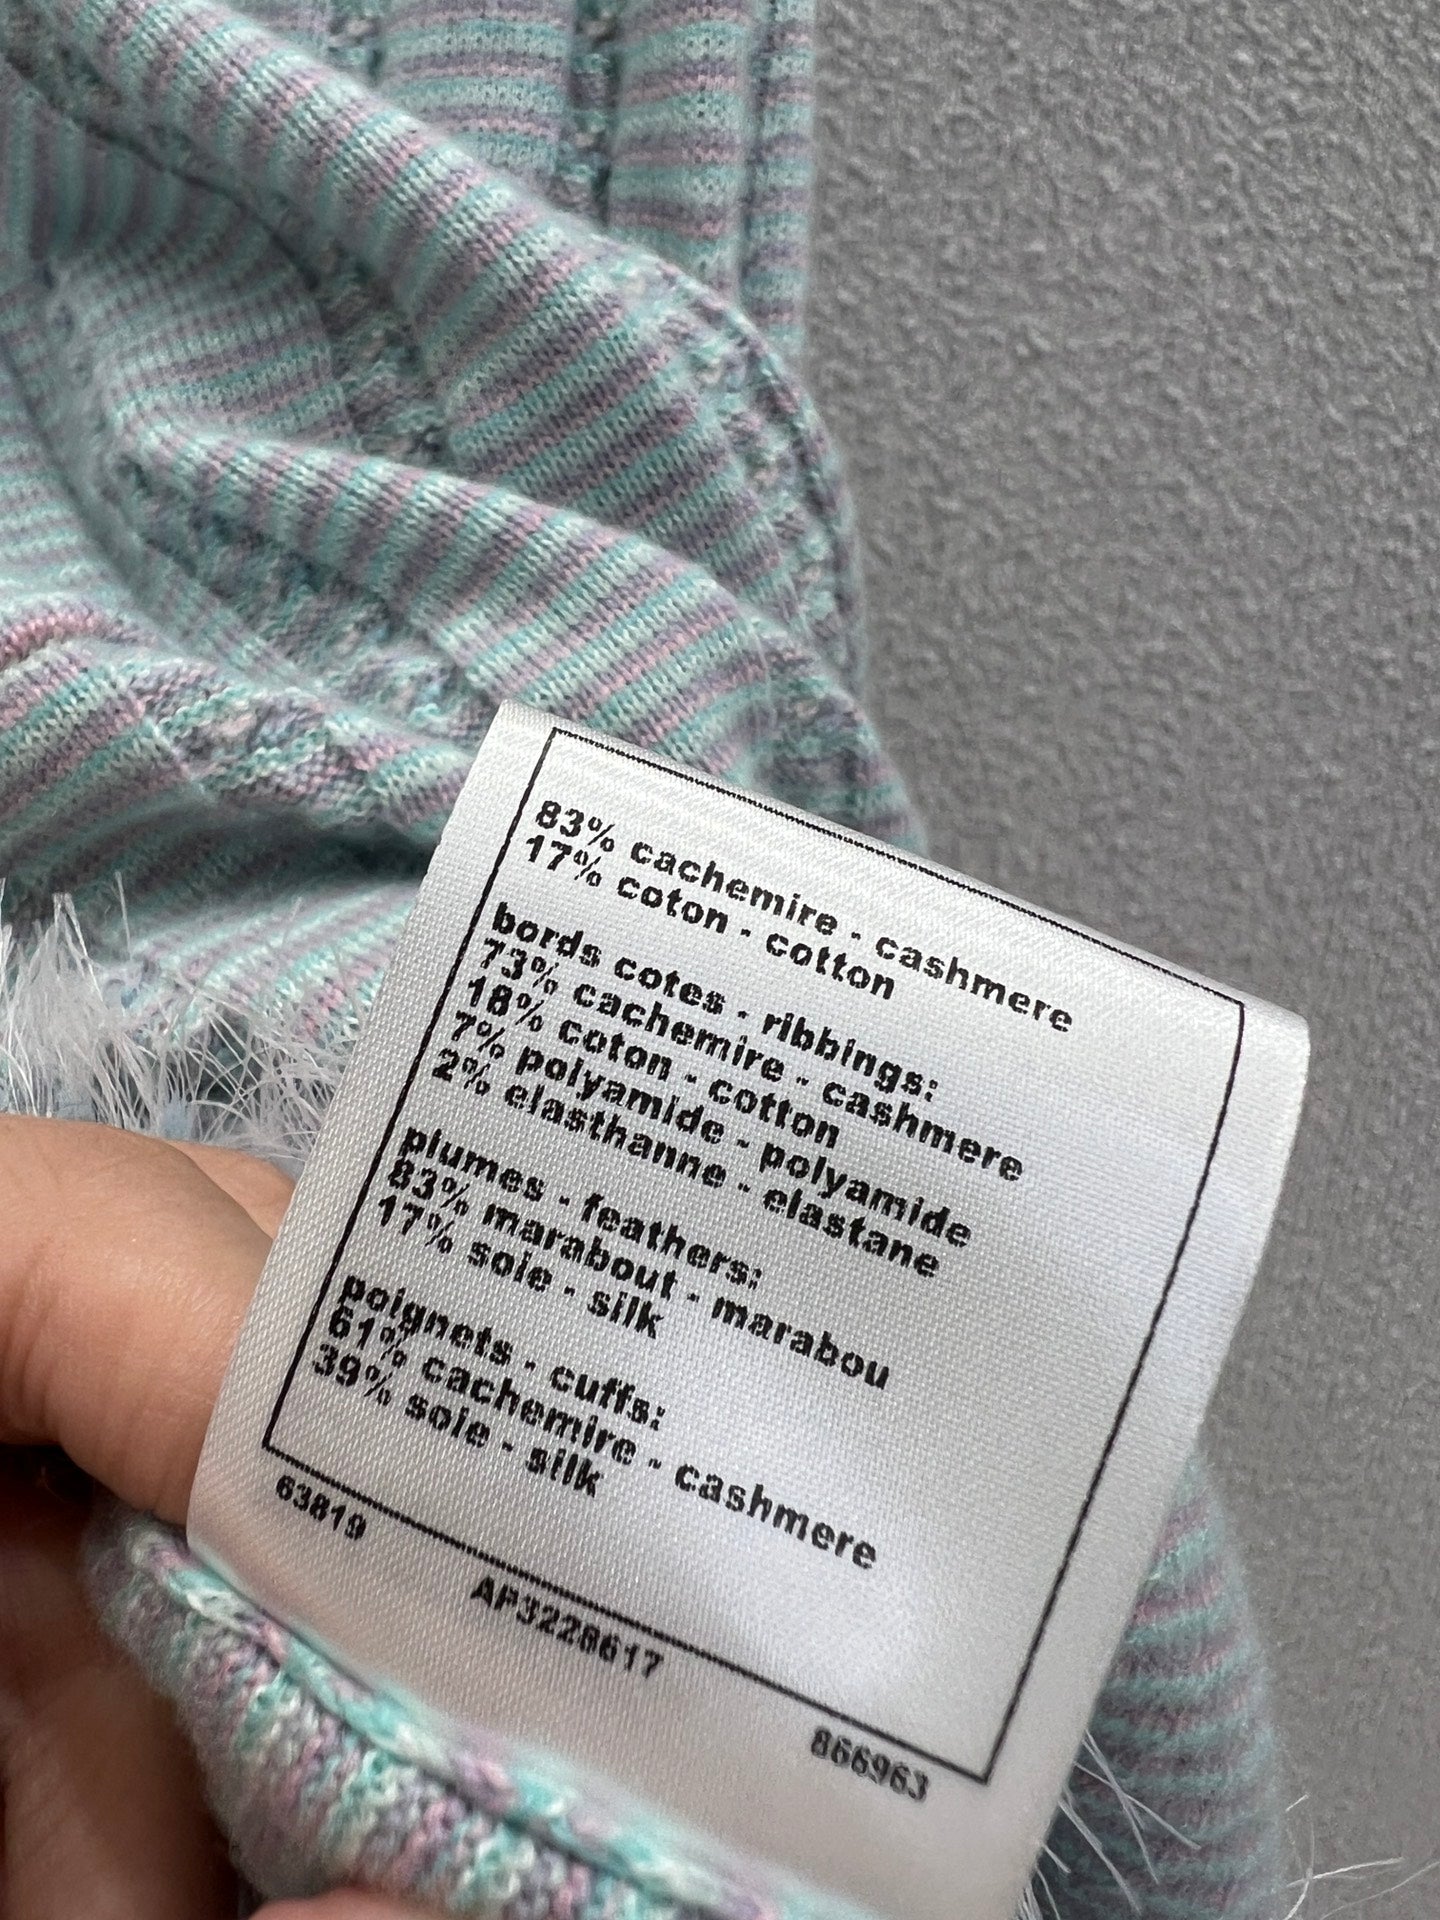 83% cachemire - cashmere
17% coton - cotton
bords cotes - ribbings:
73% cachemire - cashmere
18% coton - cotton
7% polyamide - polyamide
2% elasthanne - elastane
plumes - feathers:
83% marabout - marabou
17% soie - silk
poignets - cuffs:
61% cachemire - cashmere
39% soie - silk
63819
AP3228617
866963